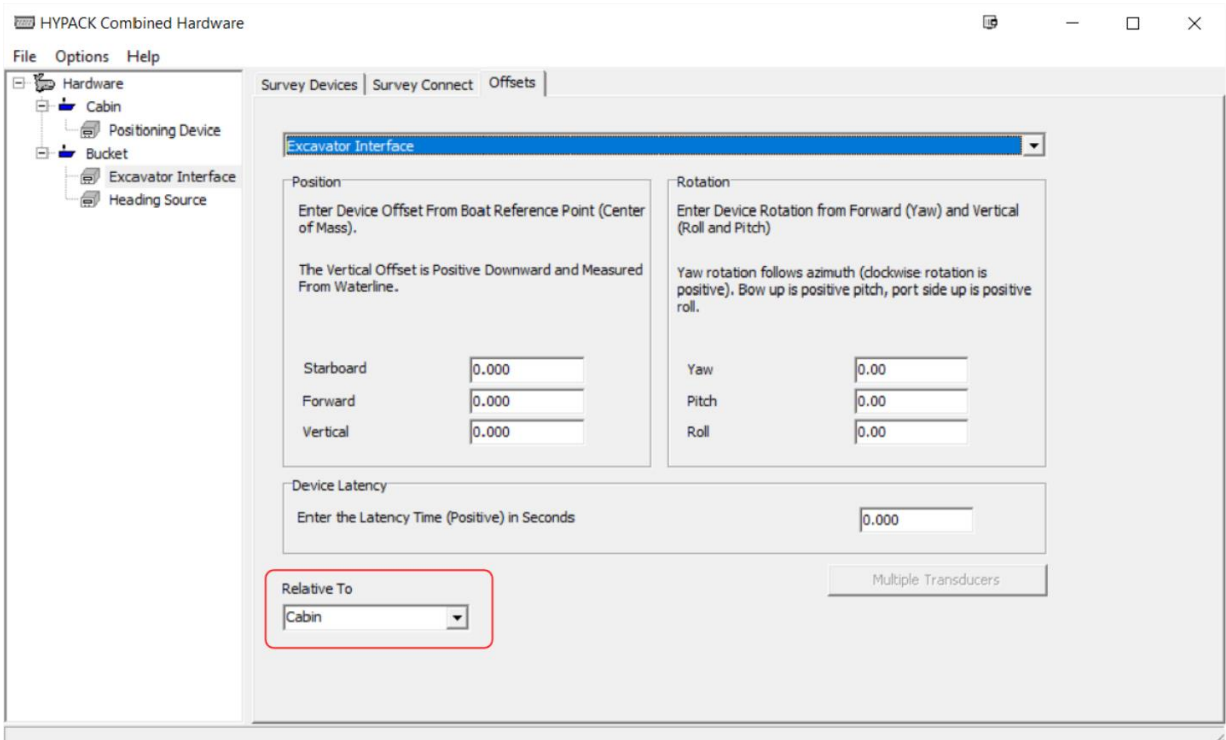 HYPACK Combined Hardware
File Options Help
Hardware
Cabin
Positioning Device
Bucket
Excavator Interface
Heading Source
Survey Devices Survey Connect Offsets
Excavator Interface
Position
Enter Device Offset From Boat Reference Point (Center
of Mass).
The Vertical Offset is Positive Downward and Measured
From Waterline.
Starboard 0.000
Forward 0.000
Vertical 0.000
Rotation
Enter Device Rotation from Forward (Yaw) and Vertical
(Roll and Pitch)
Yaw rotation follows azimuth (clockwise rotation is
positive). Bow up is positive pitch, port side up is positive
roll.
Yaw 0.00
Pitch 0.00
Roll 0.00
Device Latency
Enter the Latency Time (Positive) in Seconds 0.000
Relative To
Cabin
Multiple Transducers